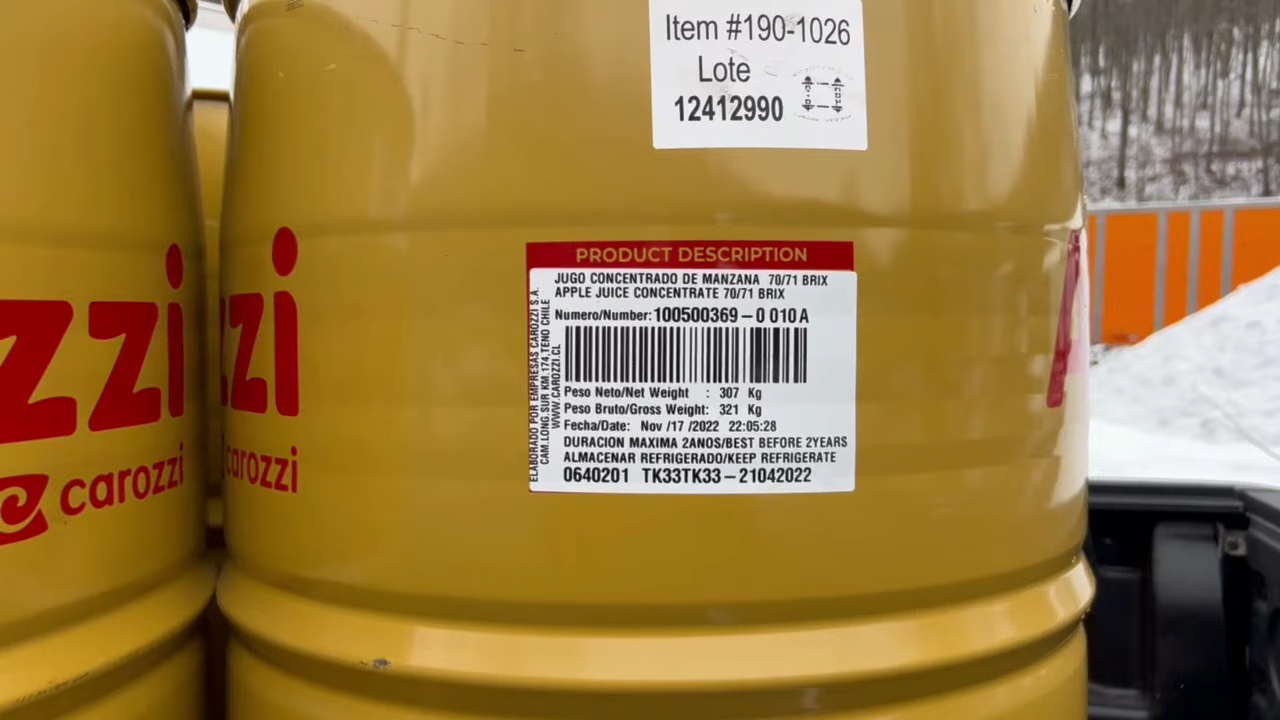 Item #190-1026
Lote
12412990
PRODUCT DESCRIPTION
JUGO CONCENTRADO DE MANZANA 70/71 BRIX
APPLE JUICE CONCENTRATE 70/71 BRIX
Numero/Number: 100500369-0 010 A
Peso Neto/Net Weight : 307 Kg
Peso Bruto/Gross Weight: 321 Kg
Fecha/Date: Nov /17 /2022 22:05:28
DURACION MAXIMA 2ANOS/BEST BEFORE 2YEARS
ALMACENAR REFRIGERADO/KEEP REFRIGERATE
0640201 TK33TK33-21042022
ELABORADO POR EMPRESAS CAROZZI S.A.
CAM.LONG.SUR KM.174,TENO CHILE
WWW.CAROZZI.CL
zzi
carozzi
zzi
carozzi